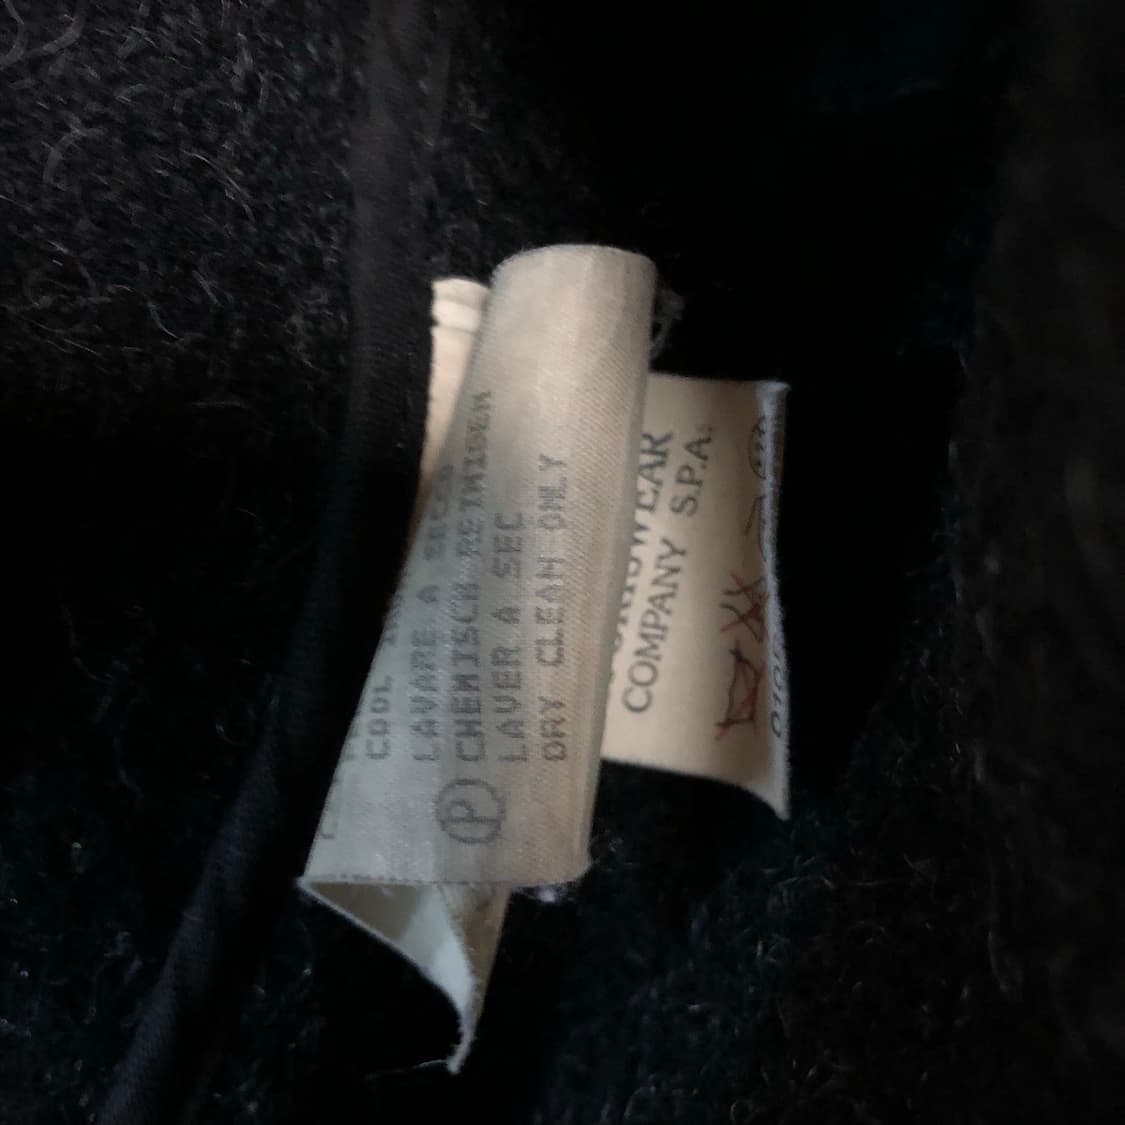 COOL
LAVARE A SECCO
CHEMISCH REINIGEN
LAVER A SEC
DRY CLEAN ONLY
P
COMPANY S.P.A.